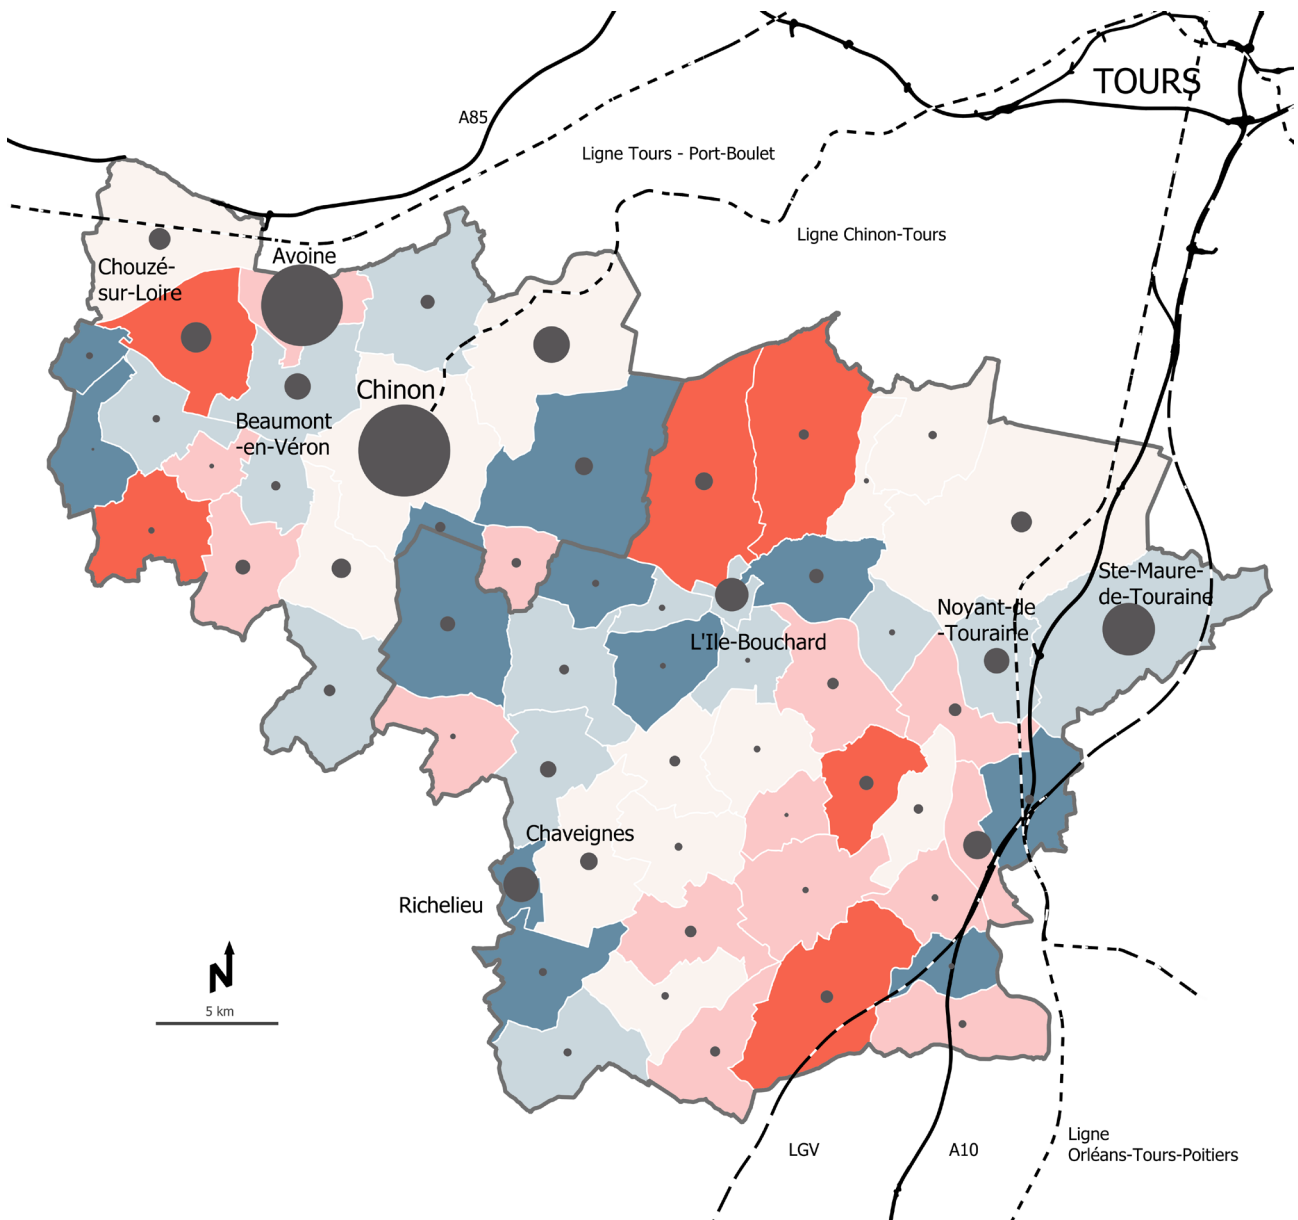 TOURS
A85
Ligne Tours - Port-Boulet
Ligne Chinon-Tours
Avoine
Chouzé-
sur-Loire
Chinon
Beaumont
-en-Véron
Ste-Maure-
de-Touraine
Noyant-de
-Touraine
L'Ile-Bouchard
Chaveignes
Richelieu
N
5 km
LGV
A10
Ligne
Orléans-Tours-Poitiers